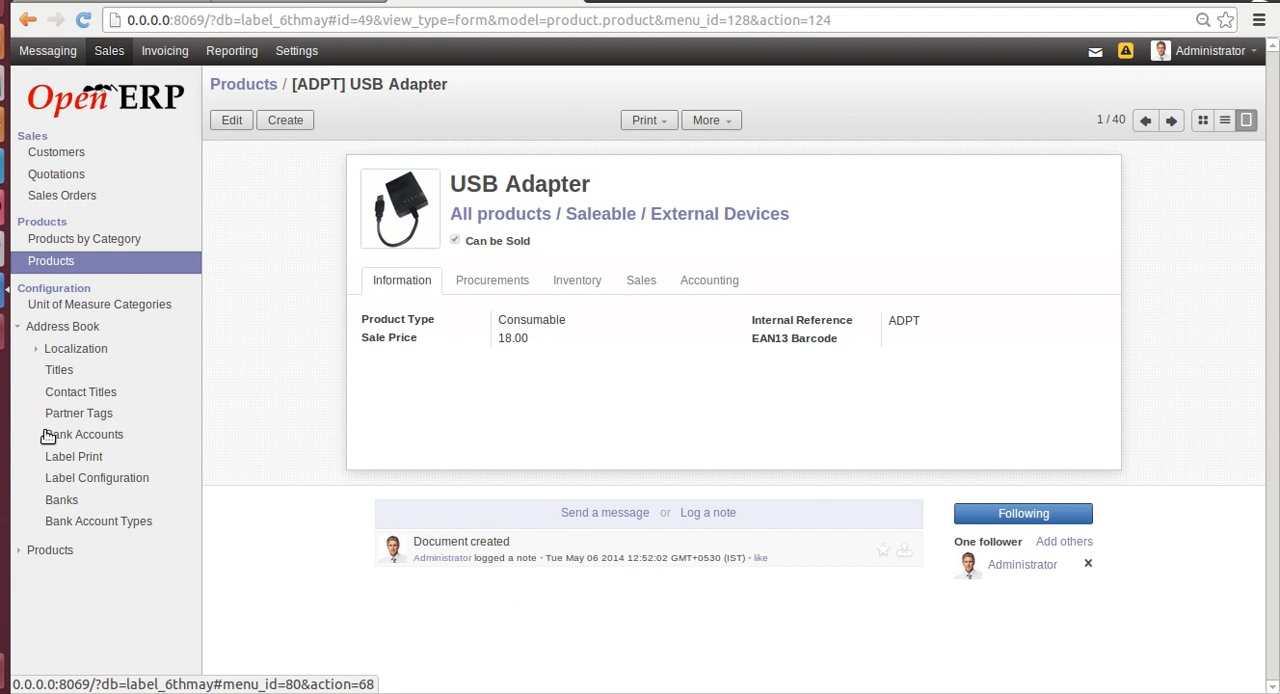 0.0.0.0:8069/?db=label_6thmay#id=49&view_type=form&model=product.product&menu_id=128&action=124
Messaging Sales Invoicing Reporting Settings Administrator
Open ERP
Products / [ADPT] USB Adapter
Edit Create Print More 1 / 40
Sales
Customers
Quotations
Sales Orders
Products
Products by Category
Products
Configuration
Unit of Measure Categories
Address Book
Localization
Titles
Contact Titles
Partner Tags
Bank Accounts
Label Print
Label Configuration
Banks
Bank Account Types
Products
USB Adapter
All products / Saleable / External Devices
Can be Sold
Information Procurements Inventory Sales Accounting
Product Type Consumable Internal Reference ADPT
Sale Price 18.00 EAN13 Barcode
Send a message or Log a note
Document created
Administrator logged a note • Tue May 06 2014 12:52:02 GMT+0530 (IST) • like
Following
One follower Add others
Administrator x
0.0.0.0:8069/?db=label_6thmay#menu_id=80&action=68